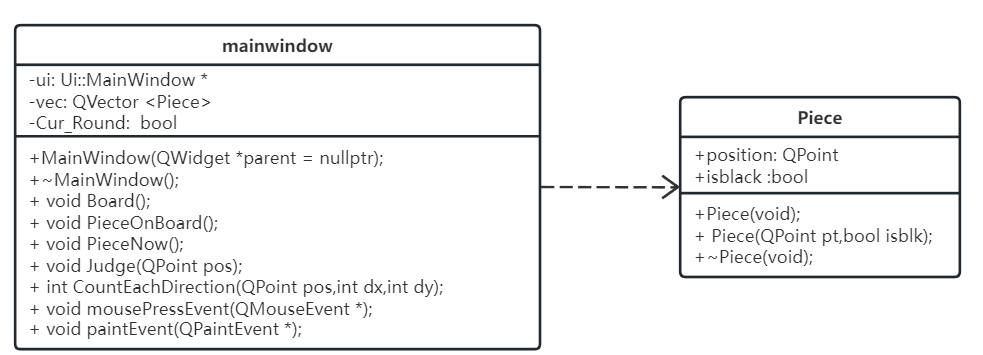 mainwindow
-ui: Ui::MainWindow *
-vec: QVector <Piece>
-Cur_Round:  bool
+MainWindow(QWidget *parent = nullptr);
+~MainWindow();
+ void Board();
+ void PieceOnBoard();
+ void PieceNow();
+ void Judge(QPoint pos);
+ int CountEachDirection(QPoint pos,int dx,int dy);
+ void mousePressEvent(QMouseEvent *);
+ void paintEvent(QPaintEvent *);
Piece
+position: QPoint
+isblack :bool
+Piece(void);
+ Piece(QPoint pt,bool isblk);
+~Piece(void);